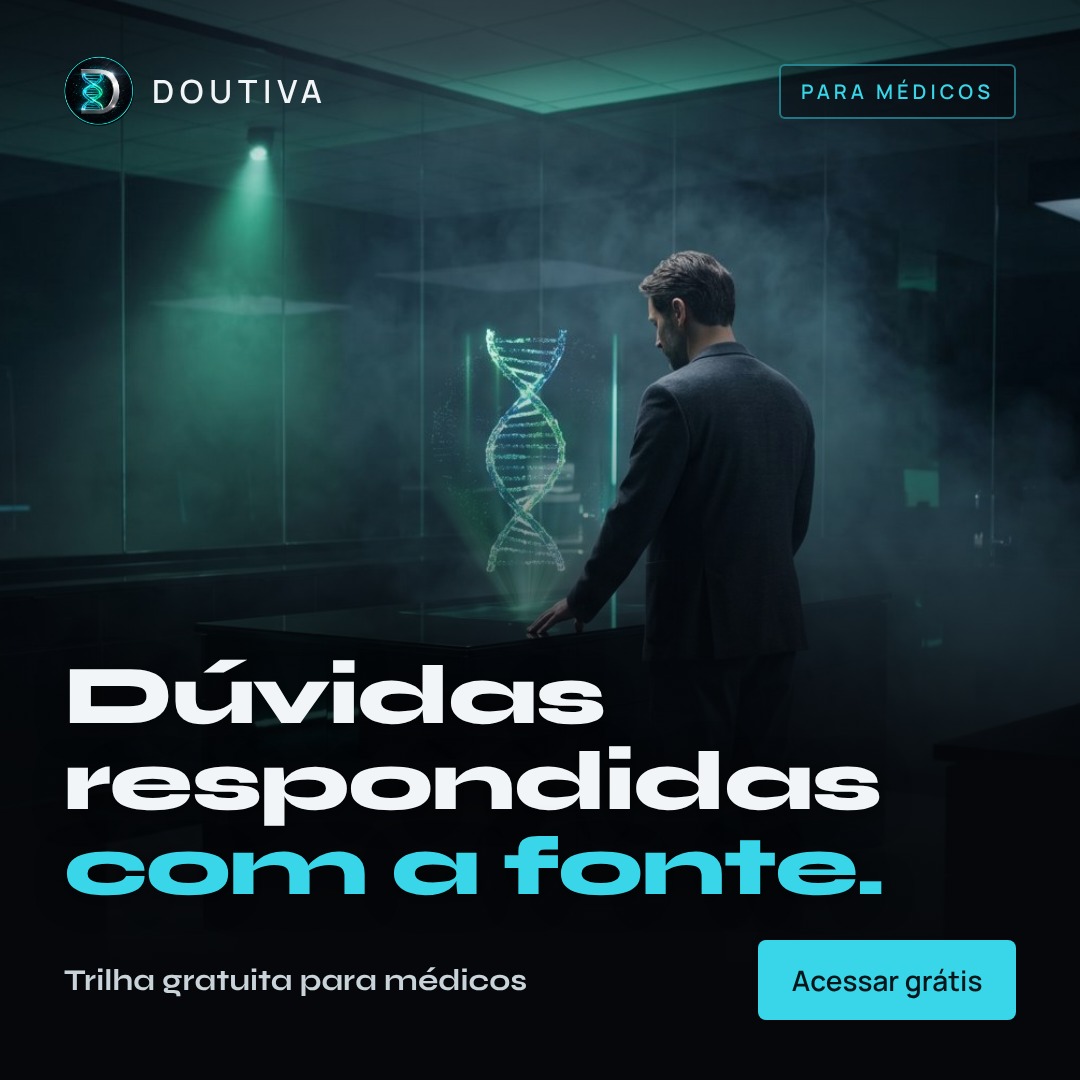 DOUTIVA
PARA MÉDICOS
Dúvidas
respondidas
com a fonte.
Trilha gratuita para médicos
Acessar grátis